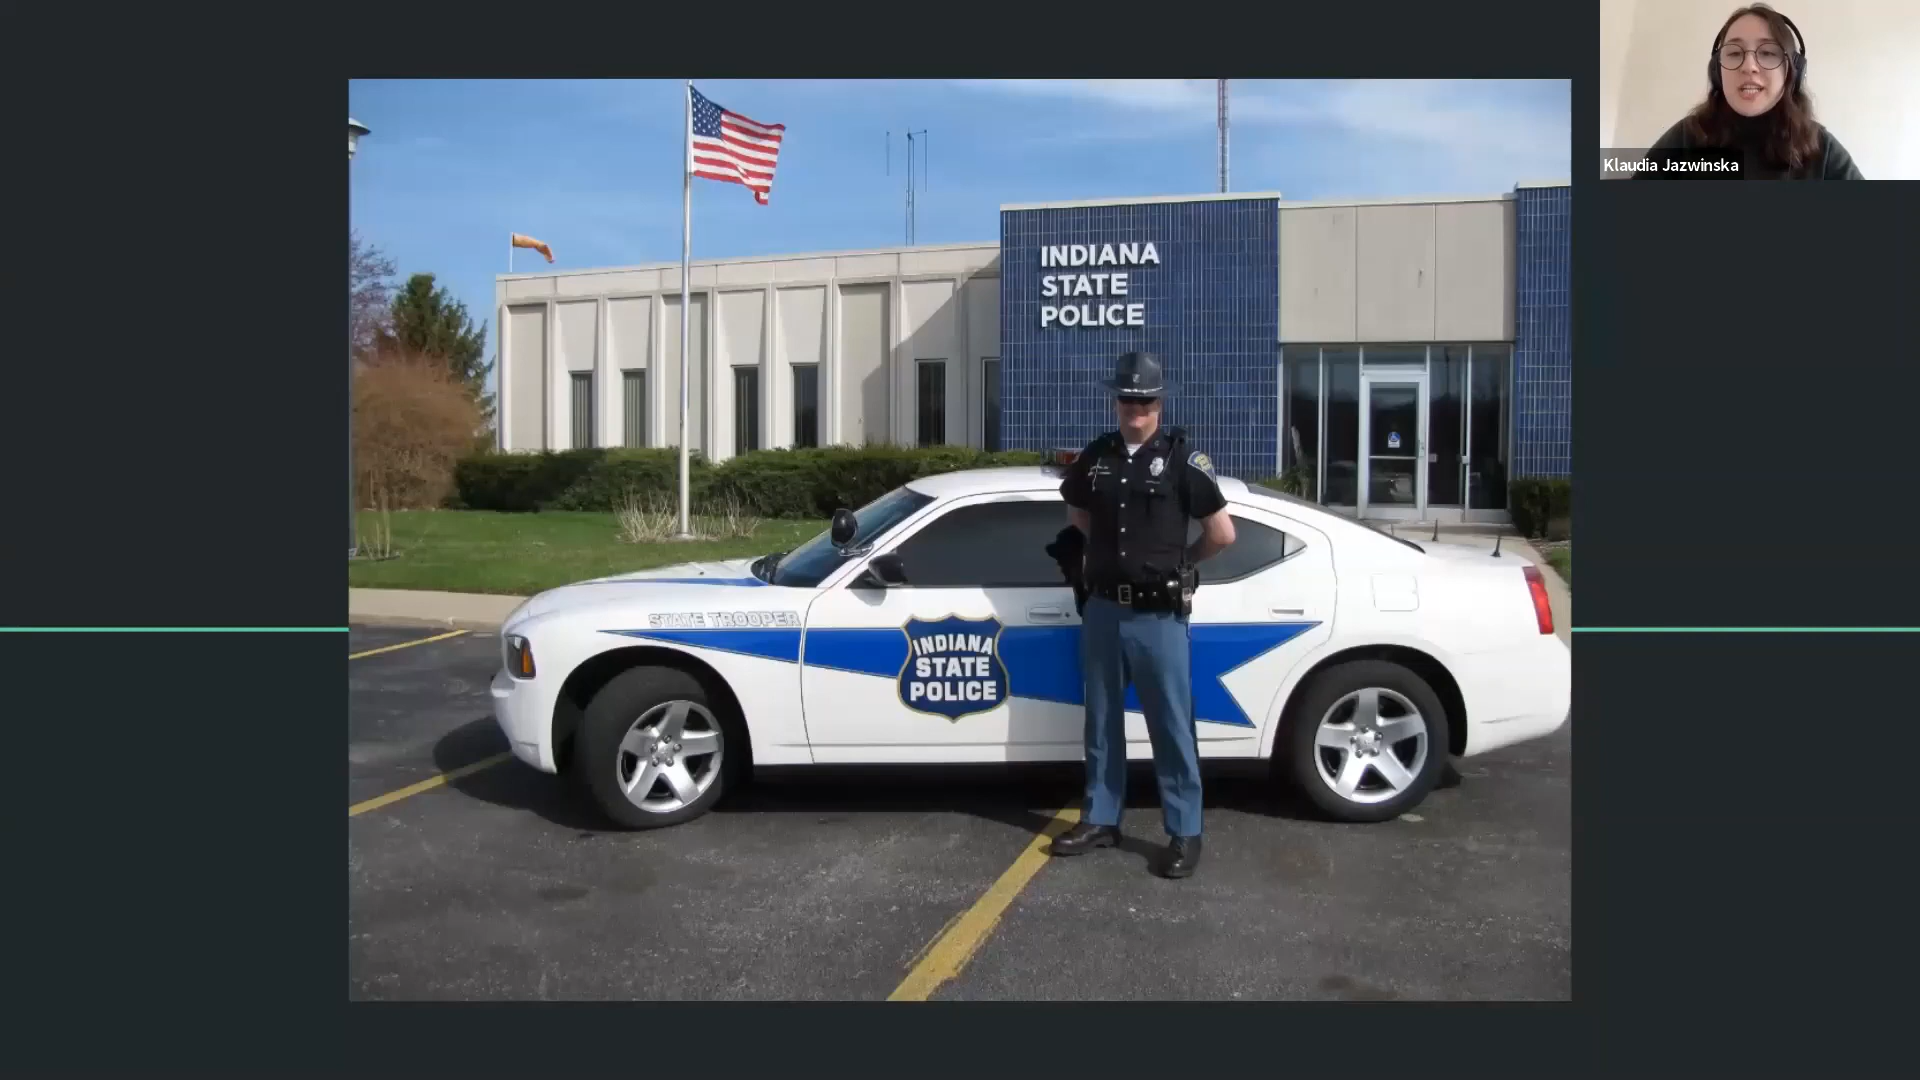 Klaudia Jazwinska
INDIANA
STATE
POLICE
STATE TROOPER
INDIANA
STATE
POLICE